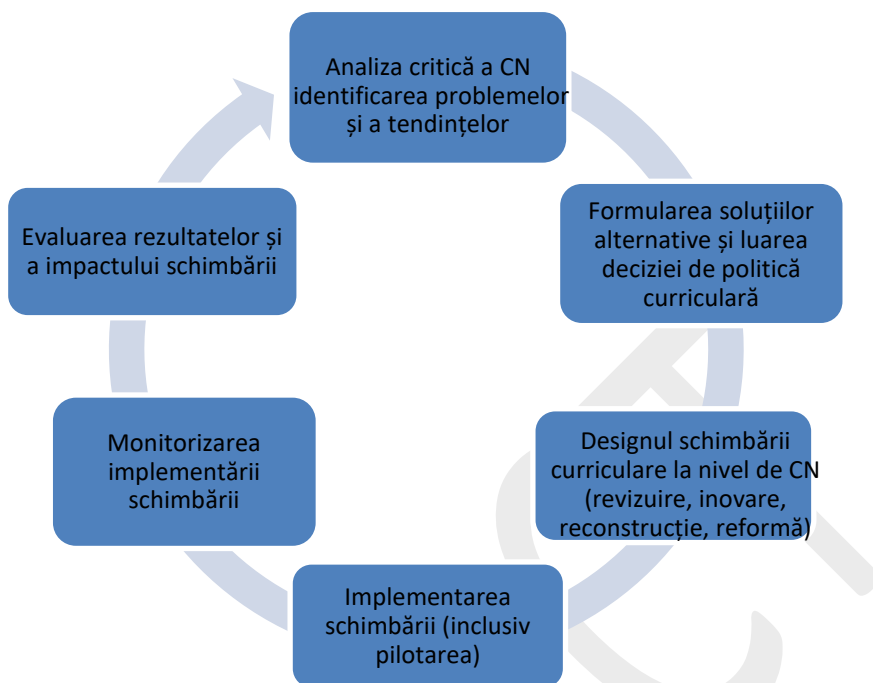 Analiza critică a CN
identificarea problemelor
și a tendințelor
Formularea soluțiilor
alternative și luarea
deciziei de politică
curriculară
Designul schimbării
curriculare la nivel de CN
(revizuire, inovare,
reconstrucție, reformă)
Implementarea
schimbării (inclusiv
pilotarea)
Monitorizarea
implementării
schimbării
Evaluarea rezultatelor și
a impactului schimbării